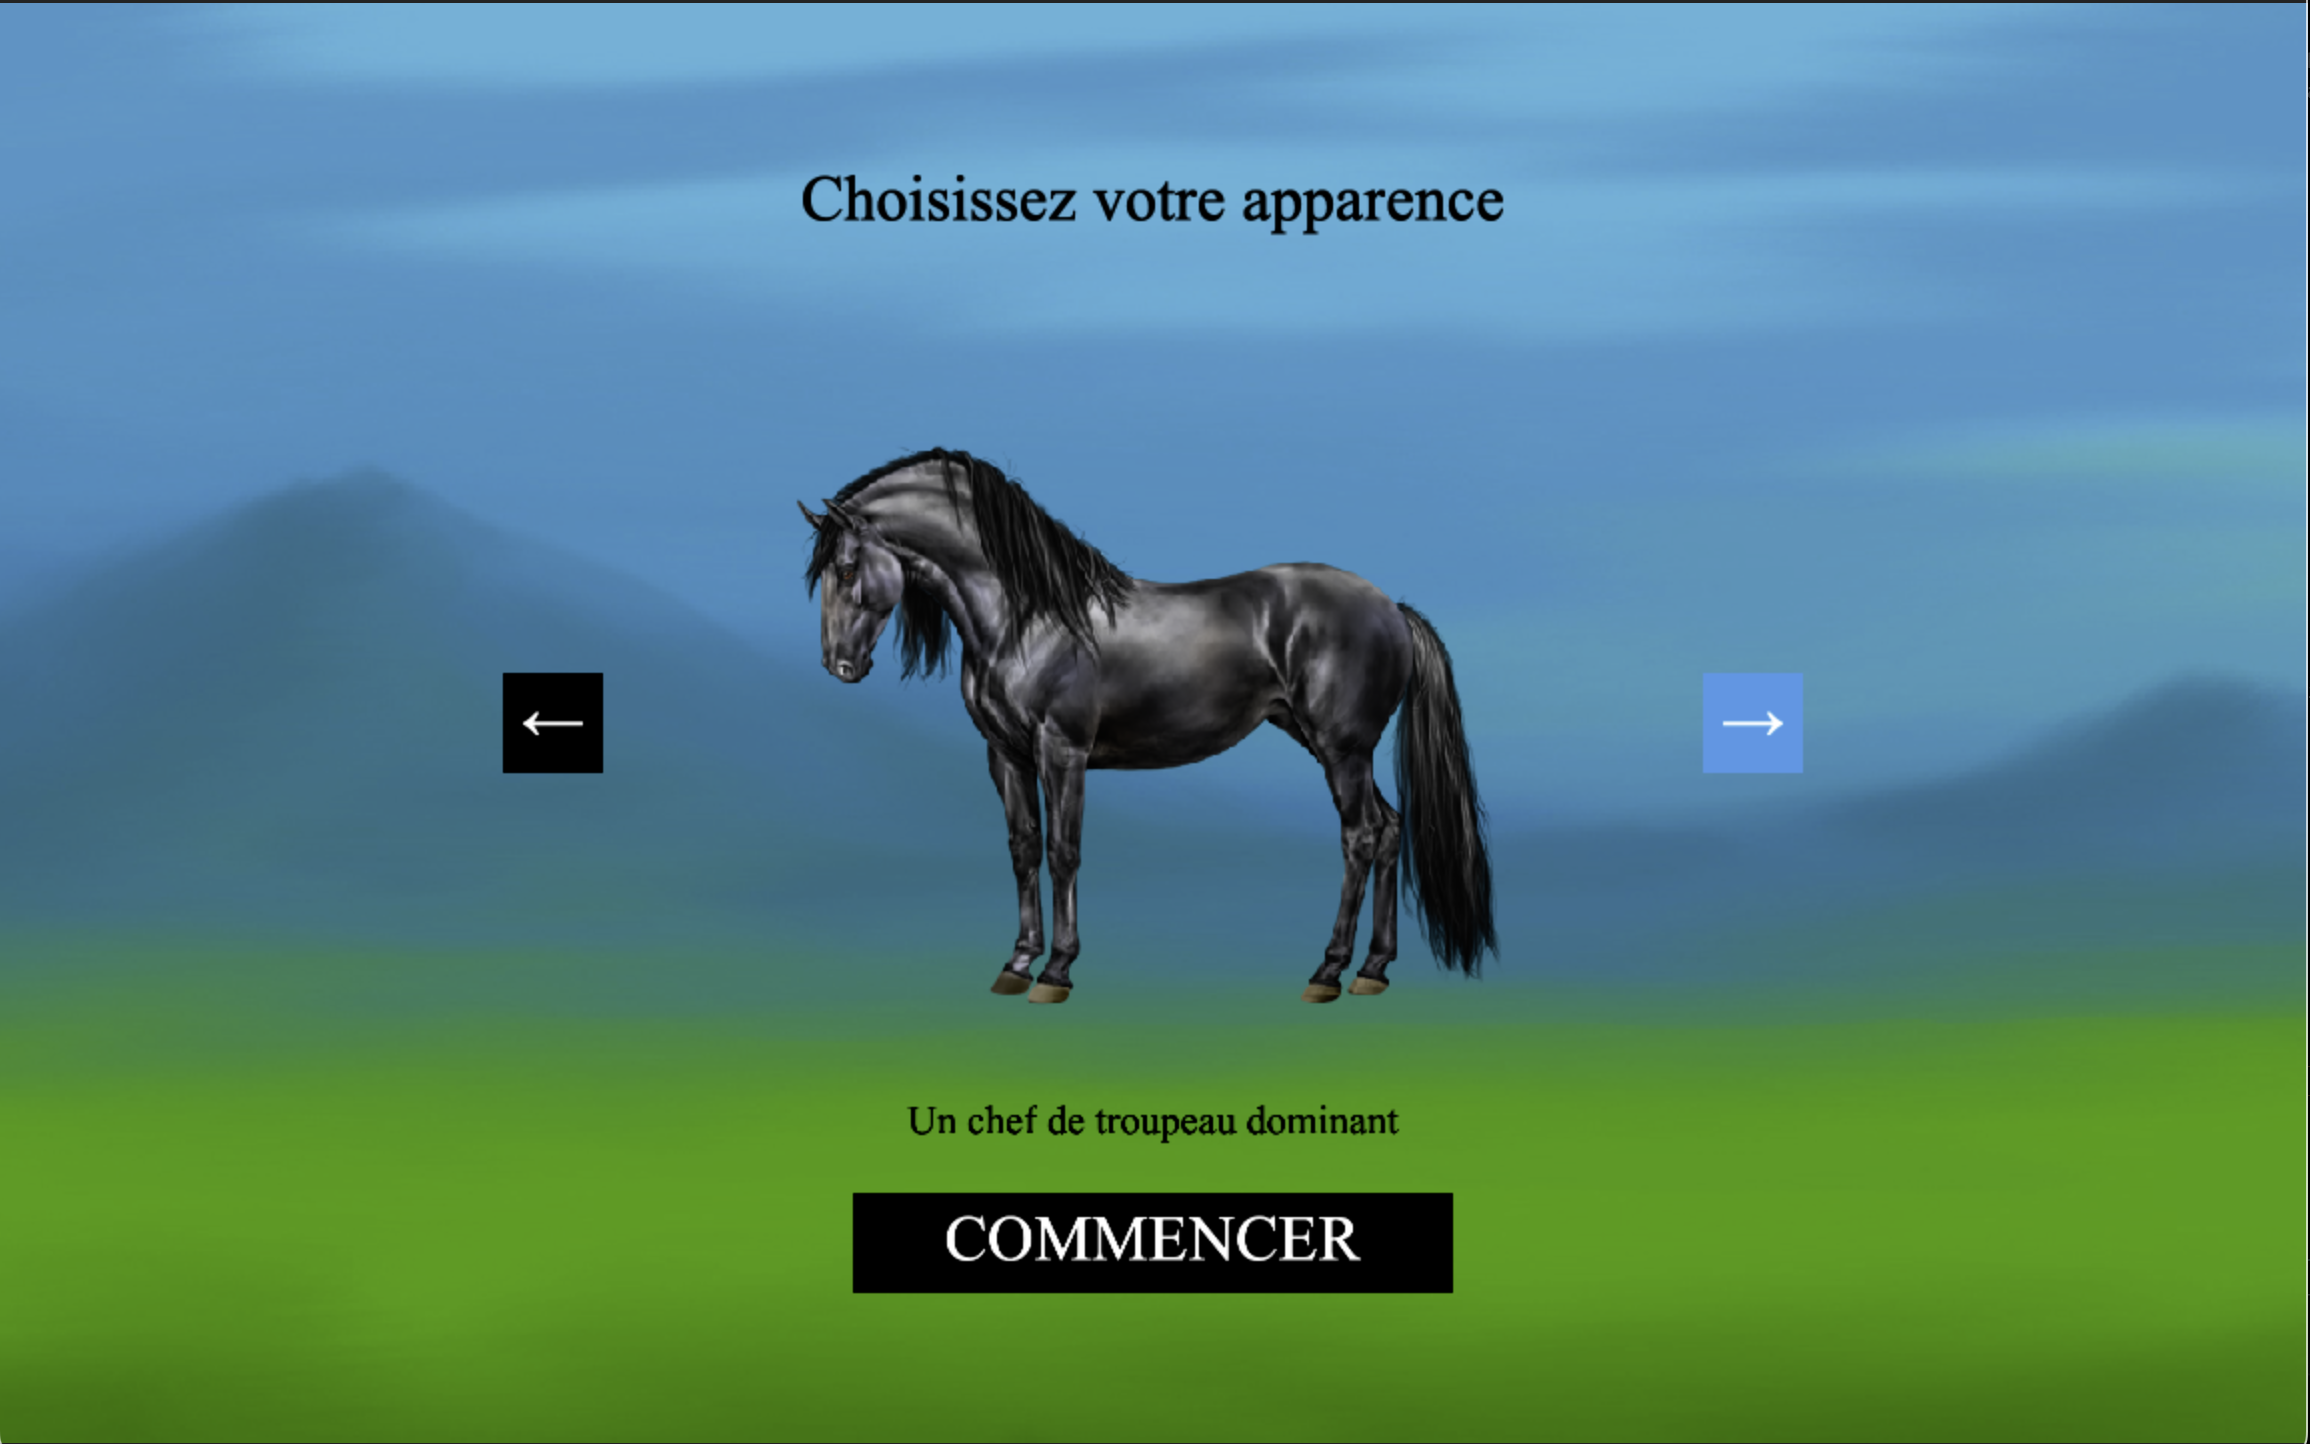 Choisissez votre apparence
← →
Un chef de troupeau dominant
COMMENCER